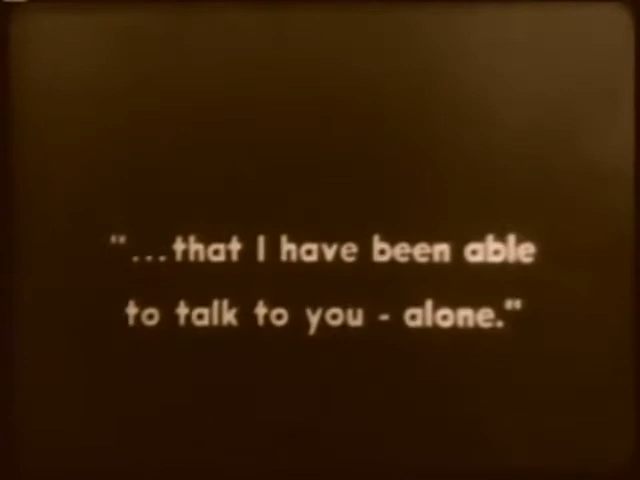 "...that I have been able
to talk to you - alone."